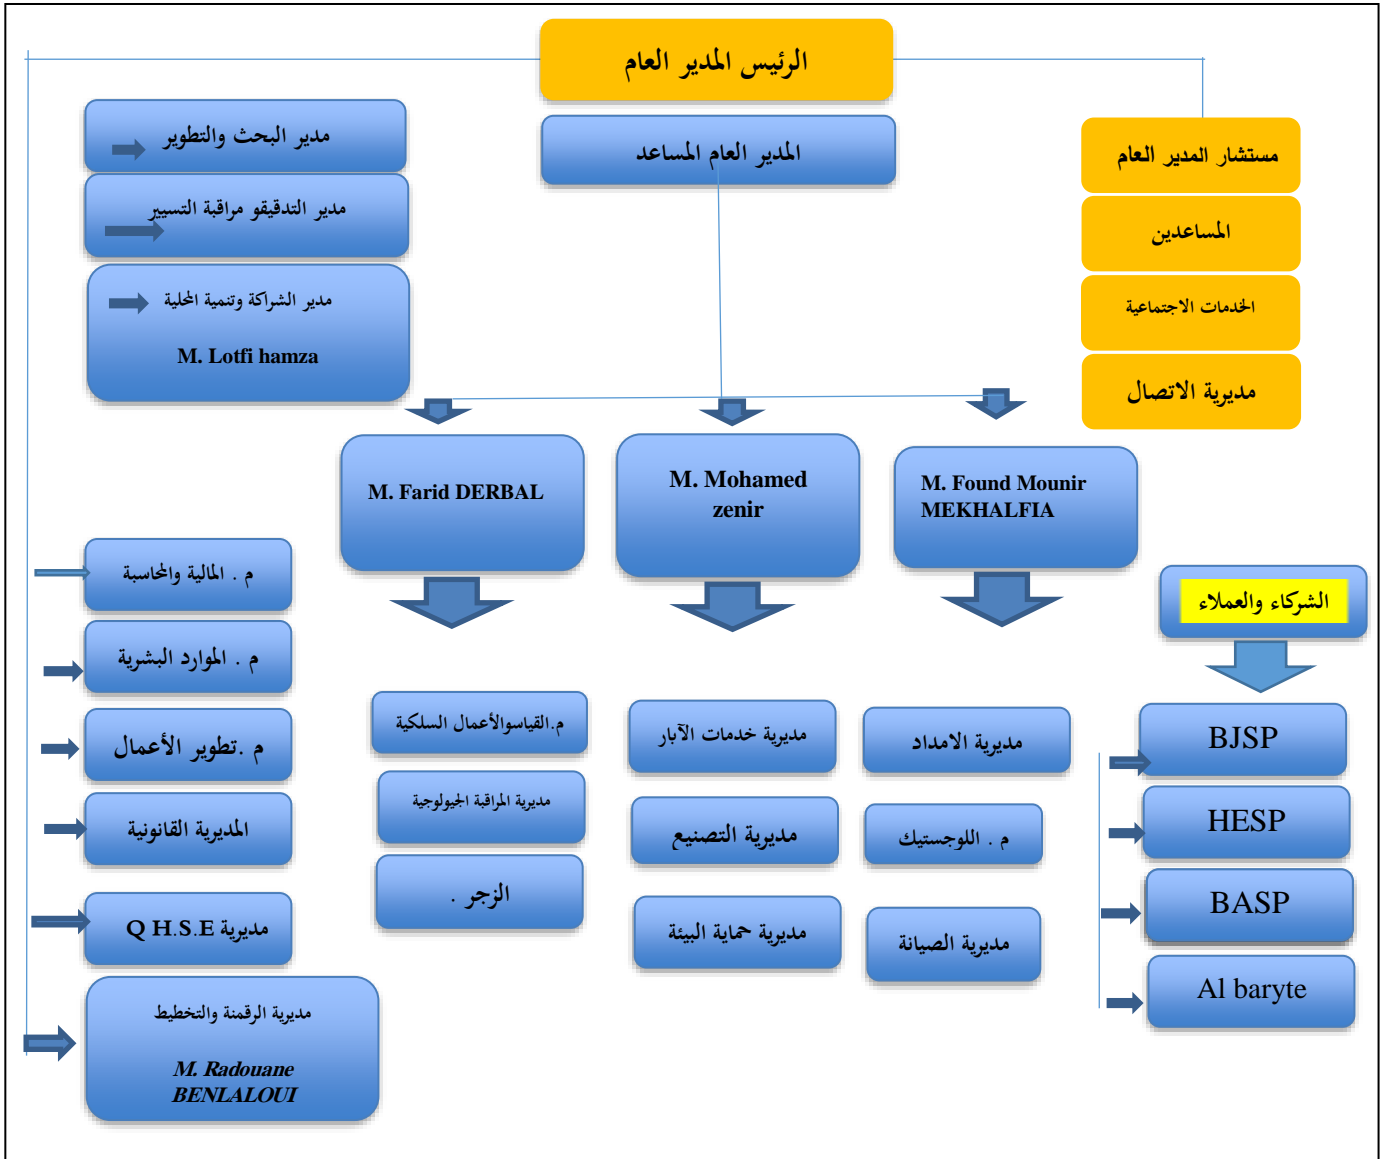 الرئيس المدير العام
المدير العام المساعد
مستشار المدير العام
المساعدين
الخدمات الاجتماعية
مديرية الاتصال
مدير البحث والتطوير
مدير التدقيقو مراقبة التسيير
مدير الشراكة وتنمية المحلية
M. Lotfi hamza
M. Farid DERBAL
M. Mohamed
zenir
M. Found Mounir
MEKHALFIA
م . المالية والمحاسبة
م . الموارد البشرية
م .تطوير الأعمال
المديرية القانونية
مديرية Q H.S.E
مديرية الرقمنة والتخطيط
M. Radouane
BENLALOUI
م.القياسوالأعمال السلكية
مديرية المراقبة الجيولوجية
الزجر .
مديرية خدمات الآبار
مديرية التصنيع
مديرية حماية البيئة
مديرية الامداد
م . اللوجستيك
مديرية الصيانة
الشركاء والعملاء
BJSP
HESP
BASP
Al baryte